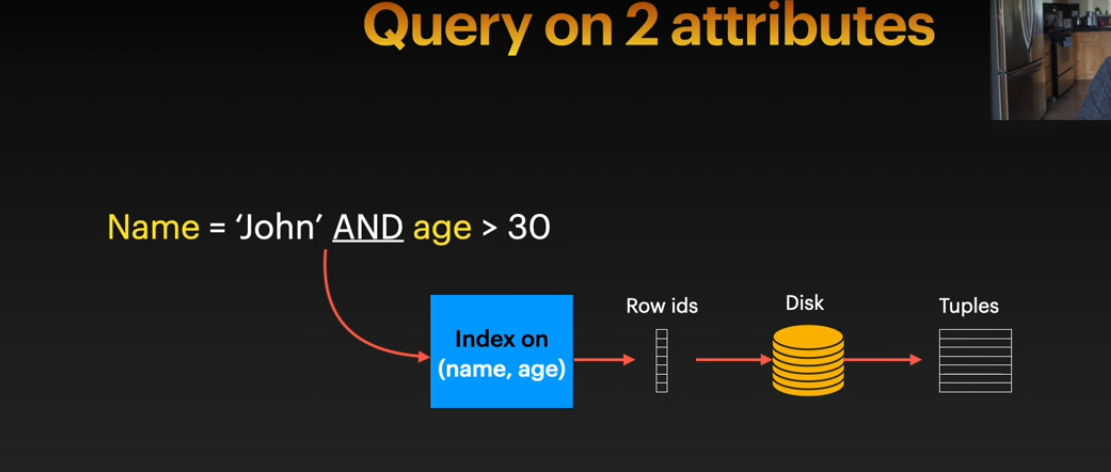 Query on 2 attributes
Name = ‘John’ AND age > 30
Row ids
Disk
Tuples
Index on
(name, age)